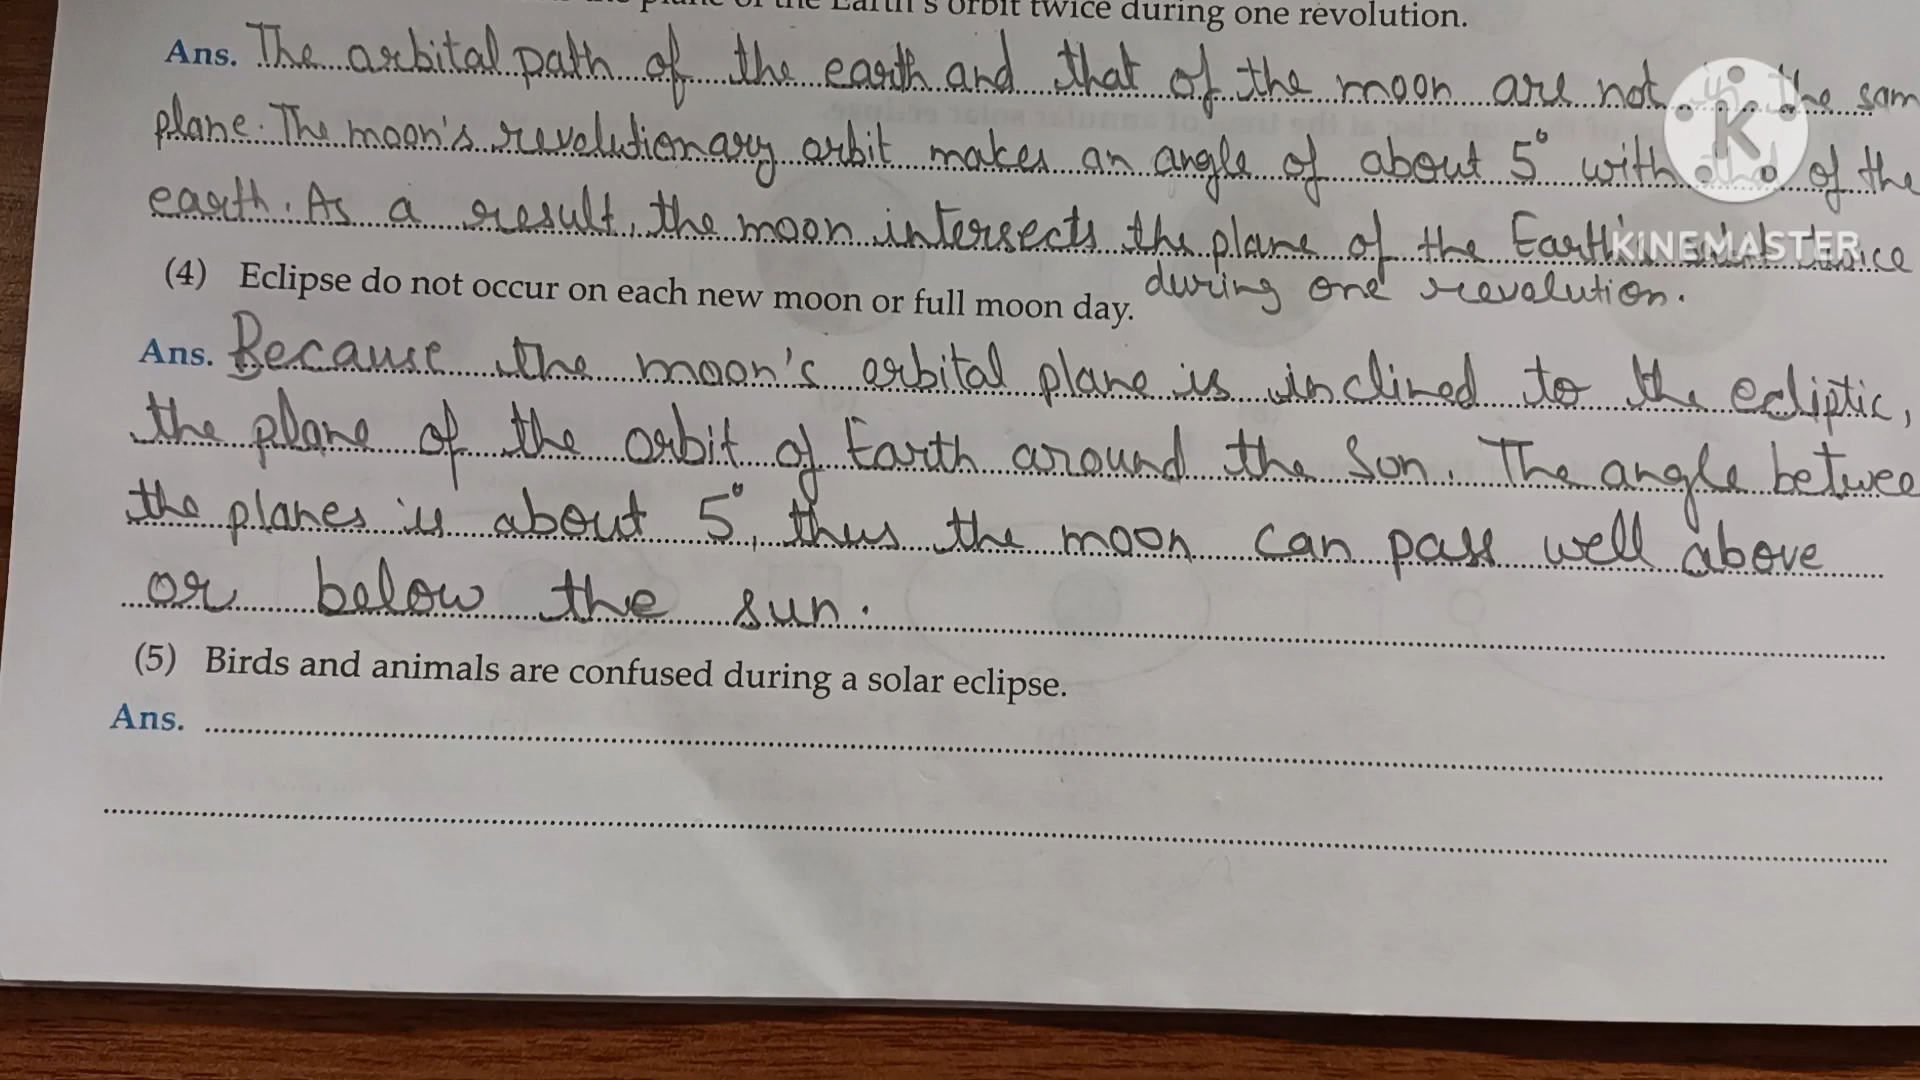 the plane of the Earth's orbit twice during one revolution.
Ans. The orbital path of the earth and that of the moon are not in the sam
plane. The moon's revolutionary orbit makes an angle of about 5° with of the
earth. As a result, the moon intersects the plane of the Earth's twice
during one revolution.
(4) Eclipse do not occur on each new moon or full moon day.
Ans. Because the moon's orbital plane is inclined to the ecliptic,
the plane of the orbit of Earth around the Sun. The angle betwee
the planes is about 5°, thus the moon can pass well above
or below the sun.
(5) Birds and animals are confused during a solar eclipse.
Ans.
K
KINEMASTER